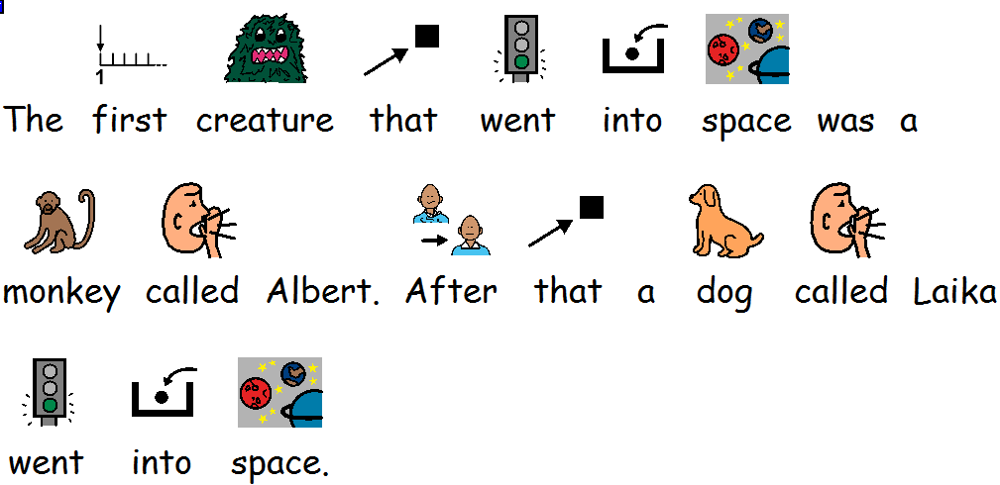 1
The first creature that went into space was a
monkey called Albert. After that a dog called Laika
went into space.